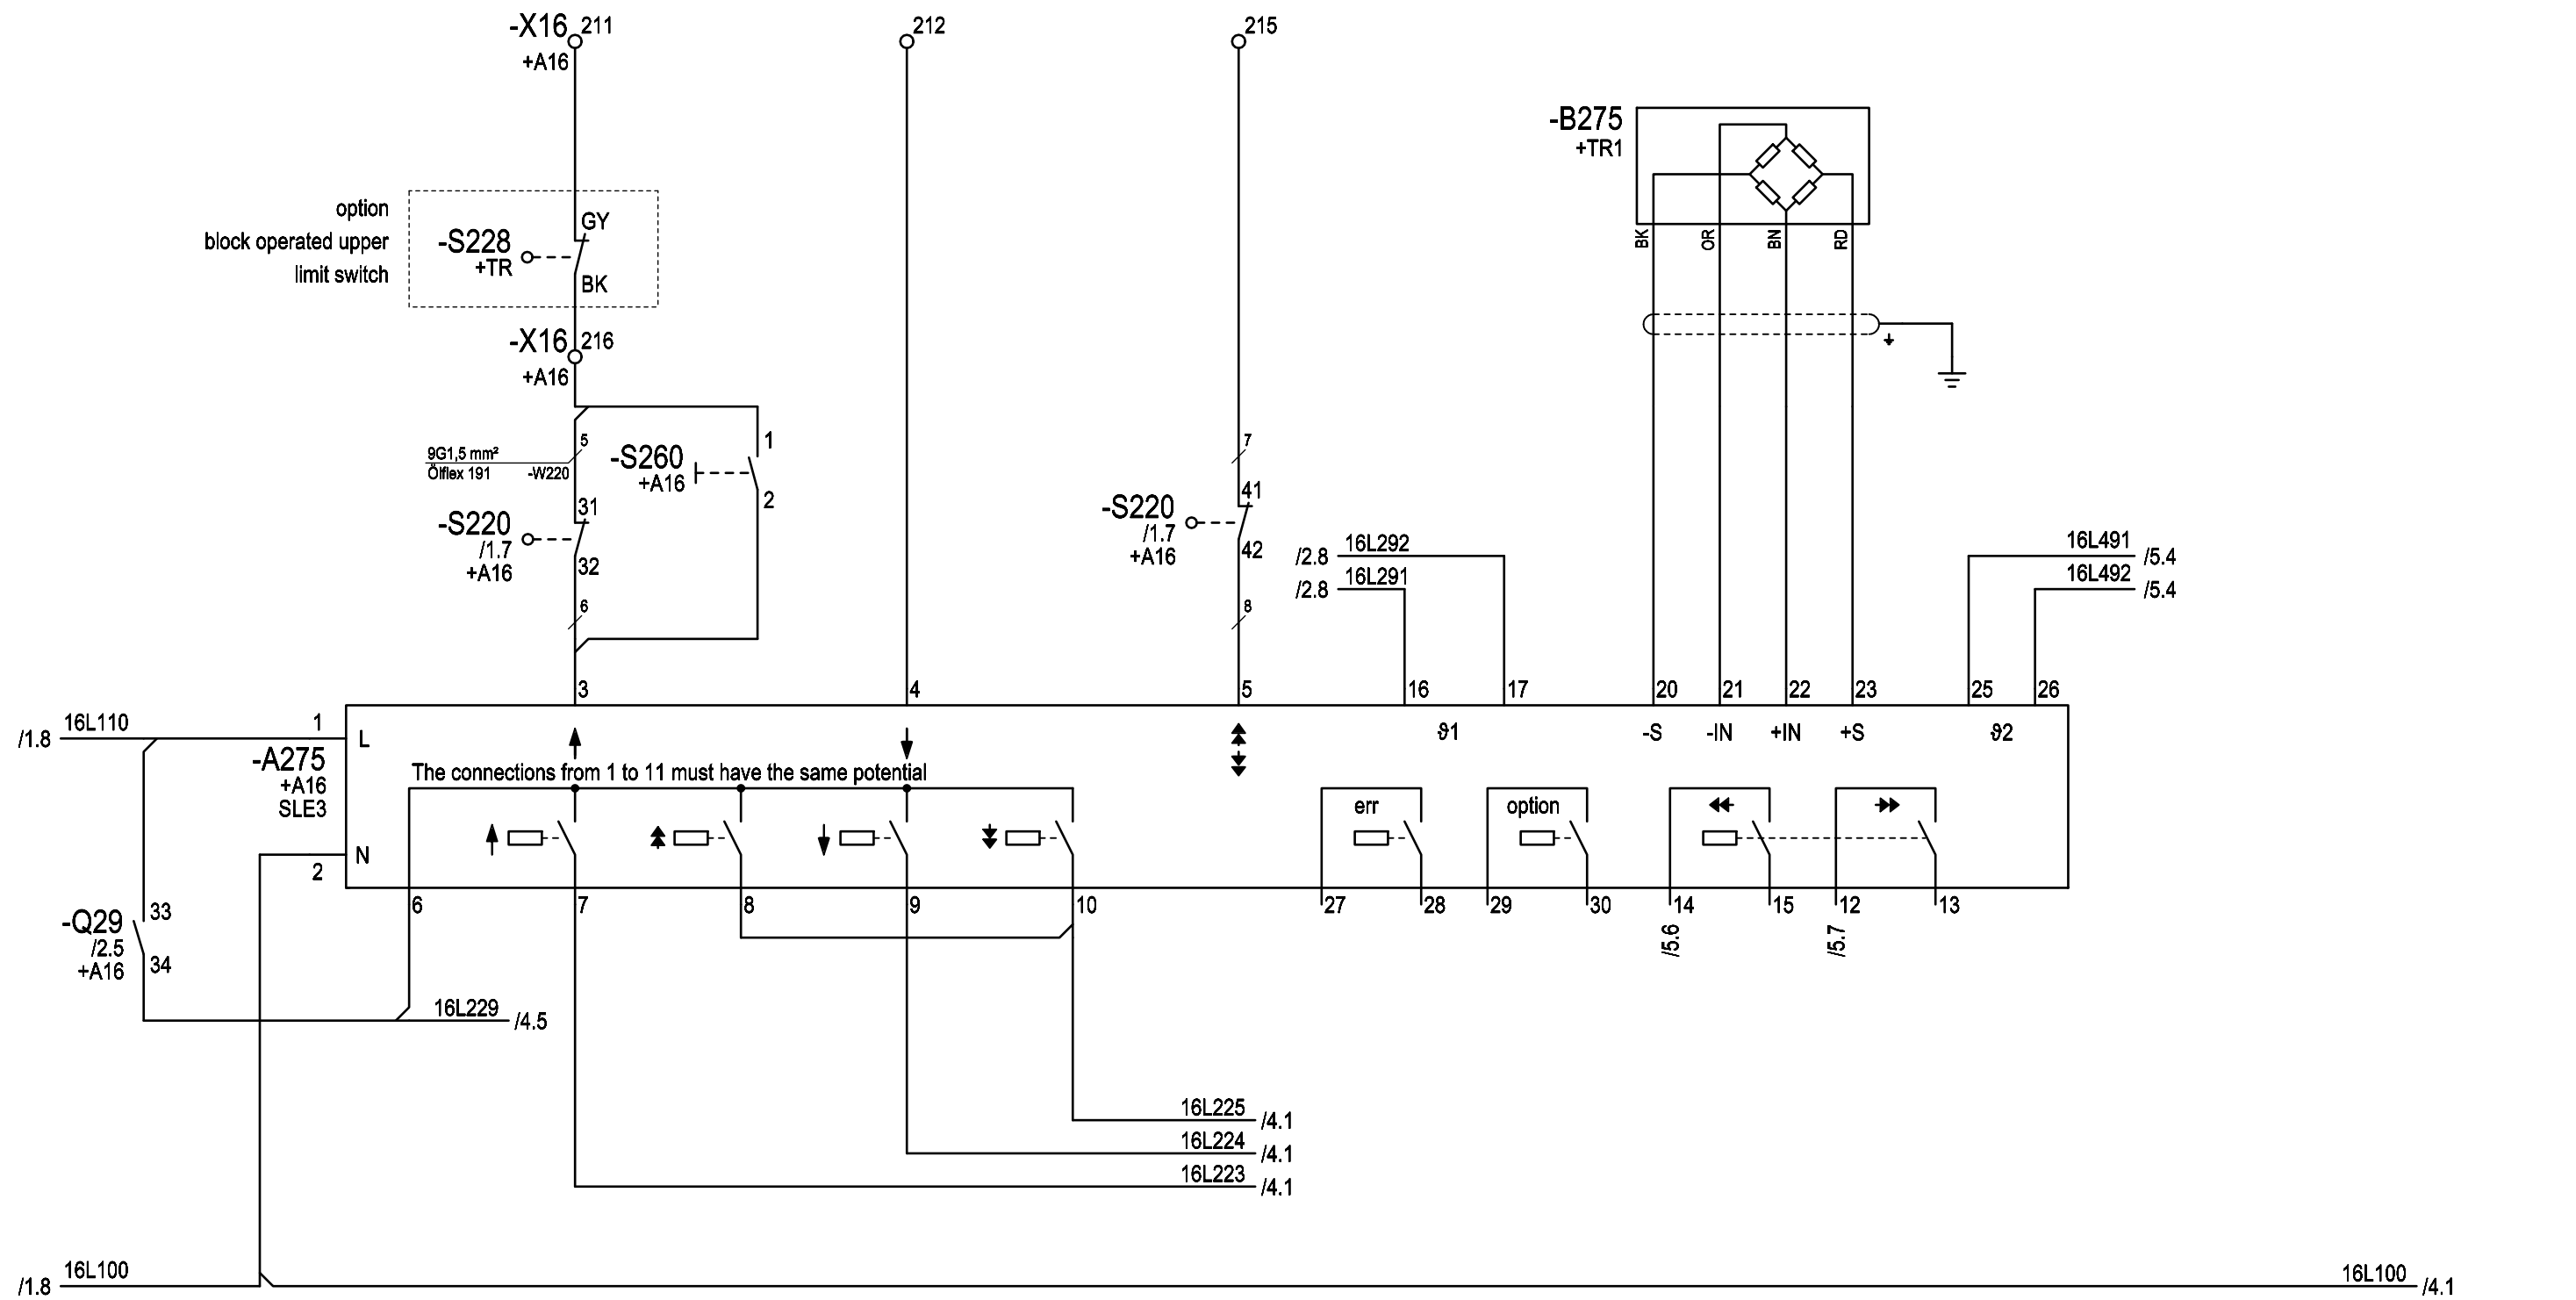 -X16 211
+A16
212
215
-B275
+TR1
BK OR BN RD
option
block operated upper
limit switch
GY
-S228
+TR
BK
-X16 216
+A16
5
9G1,5 mm²
Ölflex 191 -W220
-S260
+A16
1
2
31
-S220
/1.7
+A16
32
6
7
41
-S220
/1.7
+A16
42
8
/2.8 16L292
/2.8 16L291
16L491 /5.4
16L492 /5.4
3 4 5 16 17 20 21 22 23 25 26
/1.8 16L110 1 L
-A275
+A16
SLE3
ϑ1 -S -IN +IN +S ϑ2
The connections from 1 to 11 must have the same potential
err option
N
2
6 7 8 9 10 27 28 29 30 14 15 12 13
/5.6 /5.7
-Q29
/2.5
+A16
33
34
16L229 /4.5
16L225 /4.1
16L224 /4.1
16L223 /4.1
/1.8 16L100 16L100 /4.1